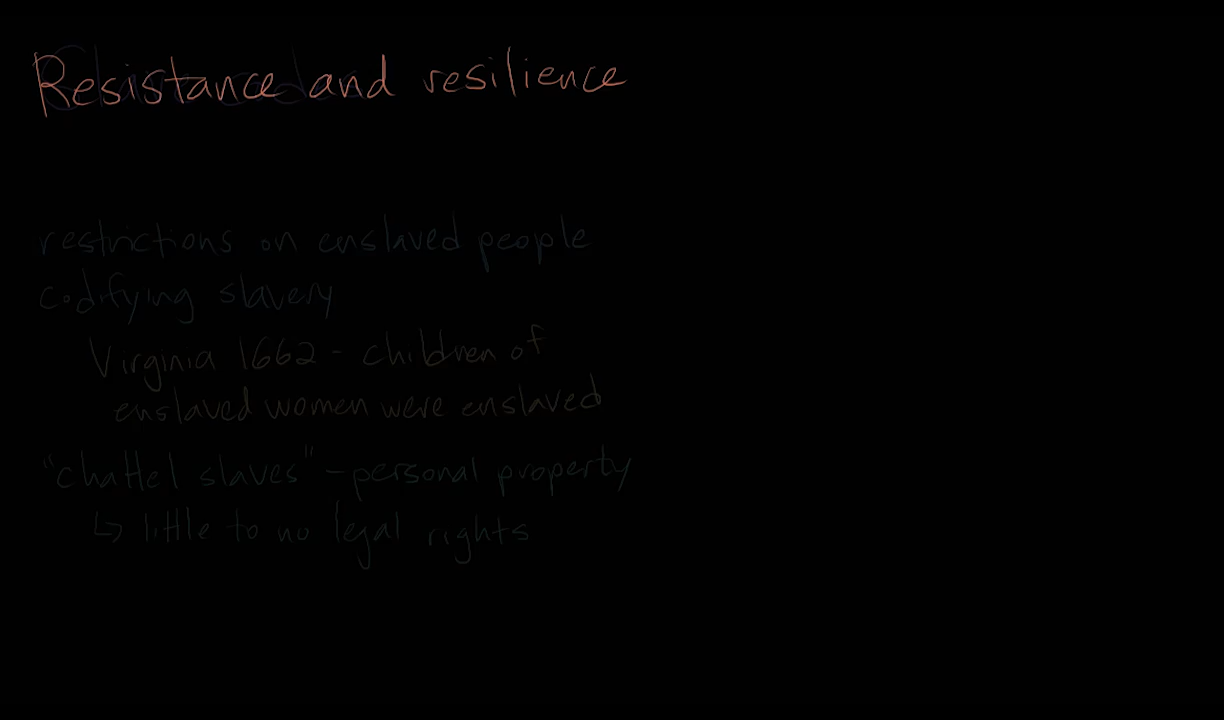 Resistance and resilience
restrictions on enslaved people
codifying slavery
Virginia 1662 - children of
enslaved women were enslaved
"chattel slaves" - personal property
↳ little to no legal rights